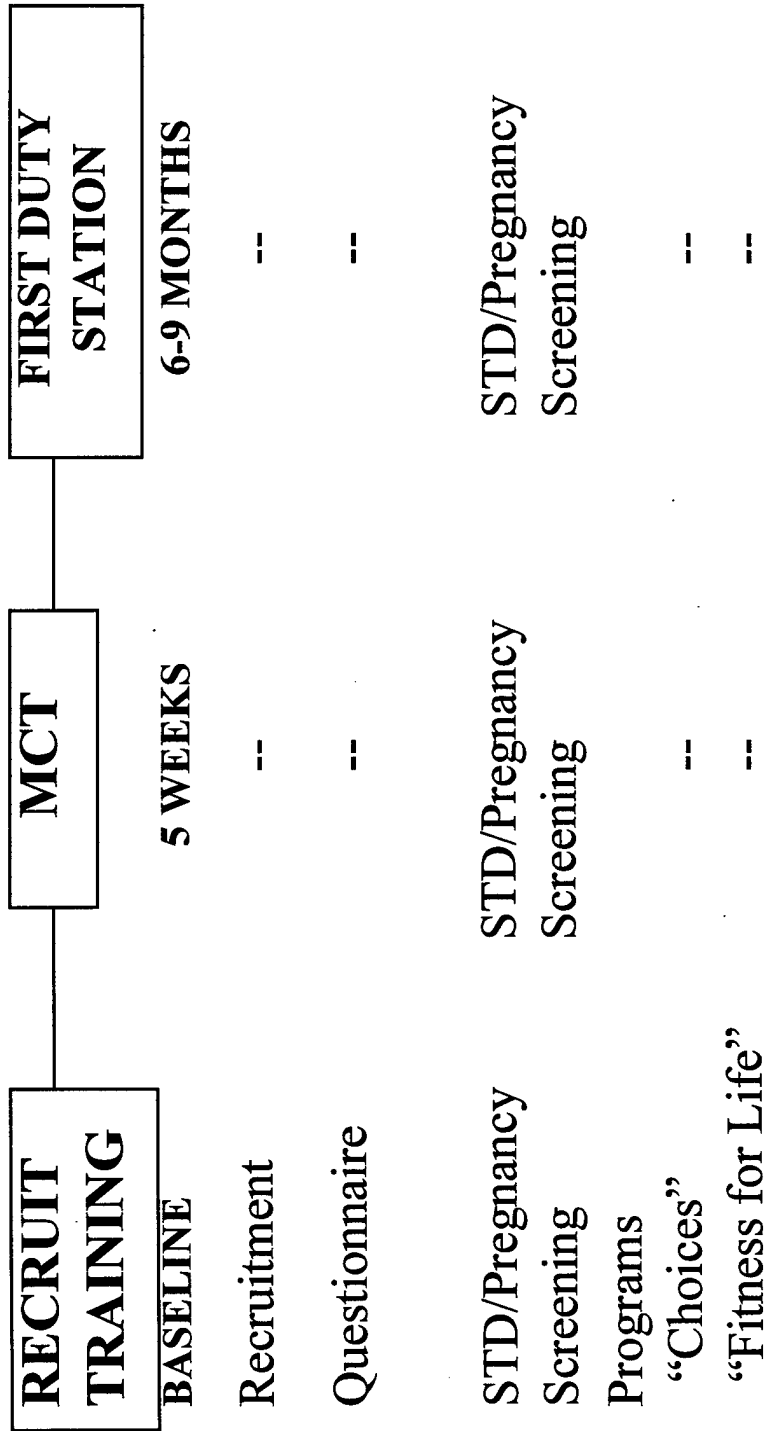 RECRUIT
TRAINING
MCT
FIRST DUTY
STATION
BASELINE
5 WEEKS
6-9 MONTHS
Recruitment
--
--
Questionnaire
--
--
STD/Pregnancy
Screening
STD/Pregnancy
Screening
STD/Pregnancy
Screening
Programs
“Choices”
--
--
“Fitness for Life”
--
--